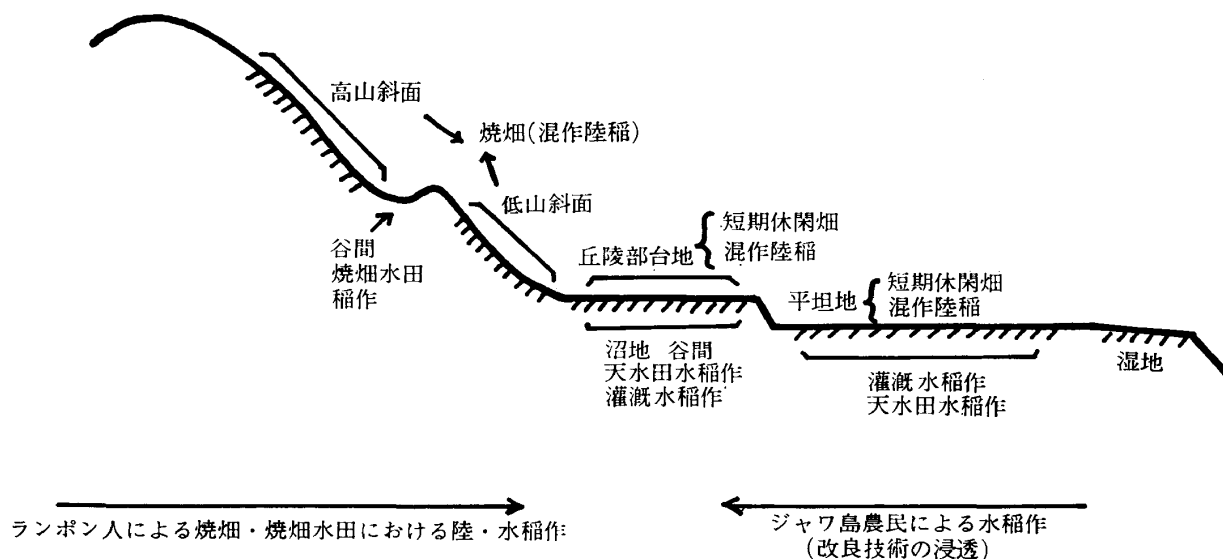 高山斜面
焼畑(混作陸稲)
低山斜面
谷間
焼畑水田
稲作
丘陵部台地
短期休閑畑
混作陸稲
平坦地
短期休閑畑
混作陸稲
沼地 谷間
天水田水稲作
灌漑水稲作
灌漑水稲作
天水田水稲作
湿地
ランポン人による焼畑・焼畑水田における陸・水稲作
ジャワ島農民による水稲作
(改良技術の浸透)